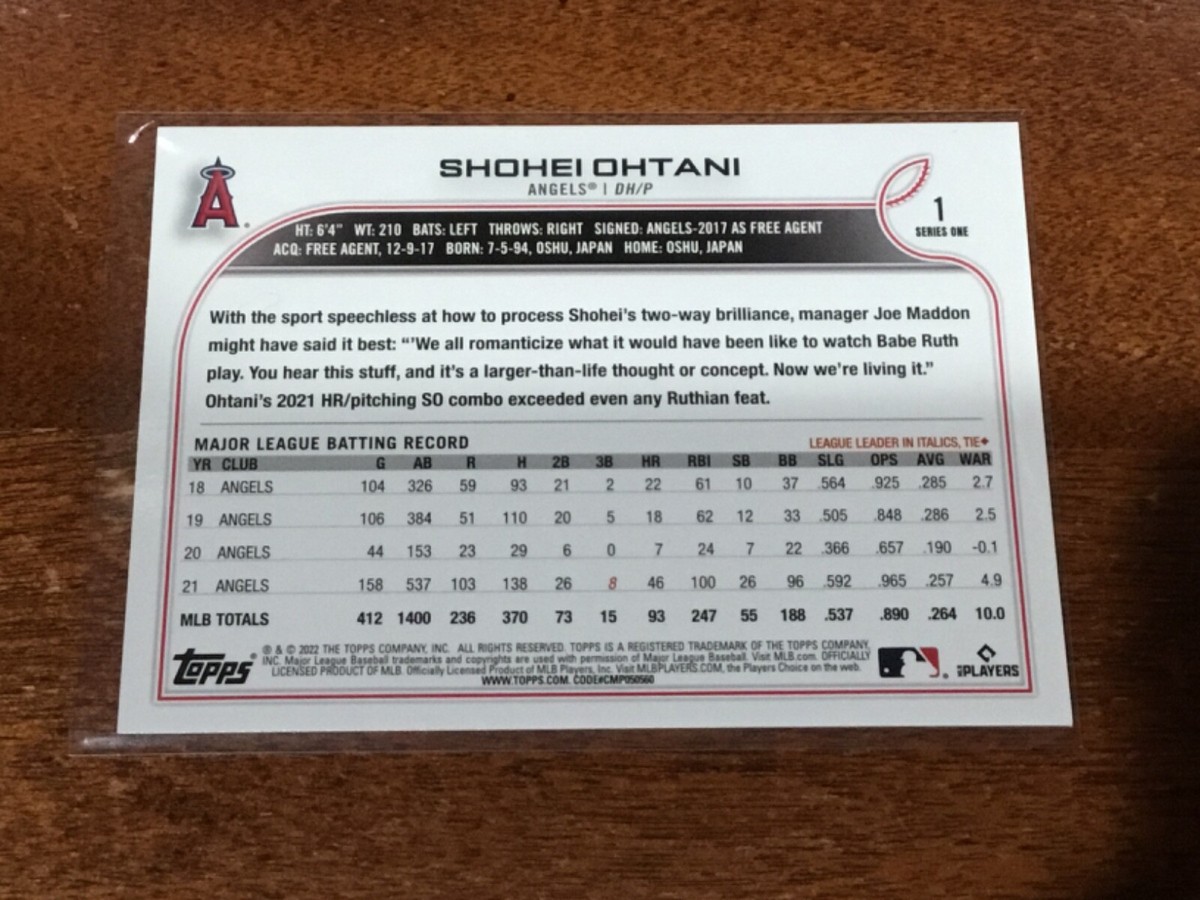 A
SHOHEI OHTANI
ANGELS® | DH/P
1
SERIES ONE
HT: 6'4" WT: 210 BATS: LEFT THROWS: RIGHT SIGNED: ANGELS-2017 AS FREE AGENT
ACQ: FREE AGENT, 12-9-17 BORN: 7-5-94, OSHU, JAPAN HOME: OSHU, JAPAN
With the sport speechless at how to process Shohei's two-way brilliance, manager Joe Maddon
might have said it best: “'We all romanticize what it would have been like to watch Babe Ruth
play. You hear this stuff, and it's a larger-than-life thought or concept. Now we're living it.”
Ohtani's 2021 HR/pitching SO combo exceeded even any Ruthian feat.
MAJOR LEAGUE BATTING RECORD LEAGUE LEADER IN ITALICS, TIE◆
YR CLUB G AB R H 2B 3B HR RBI SB BB SLG OPS AVG WAR
18 ANGELS 104 326 59 93 21 2 22 61 10 37 .564 .925 .285 2.7
19 ANGELS 106 384 51 110 20 5 18 62 12 33 .505 .848 .286 2.5
20 ANGELS 44 153 23 29 6 0 7 24 7 22 .366 .657 .190 -0.1
21 ANGELS 158 537 103 138 26 8 46 100 26 96 .592 .965 .257 4.9
MLB TOTALS 412 1400 236 370 73 15 93 247 55 188 .537 .890 .264 10.0
topps® ® & © 2022 THE TOPPS COMPANY, INC. ALL RIGHTS RESERVED. TOPPS IS A REGISTERED TRADEMARK OF THE TOPPS COMPANY,
INC. Major League Baseball trademarks and copyrights are used with permission of Major League Baseball. Visit MLB.com. OFFICIALLY
LICENSED PRODUCT OF MLB. Officially Licensed Product of MLB Players, Inc. Visit MLBPLAYERS.COM, the Players Choice on the web.
WWW.TOPPS.COM. CODE#CMP050560
PLAYERS